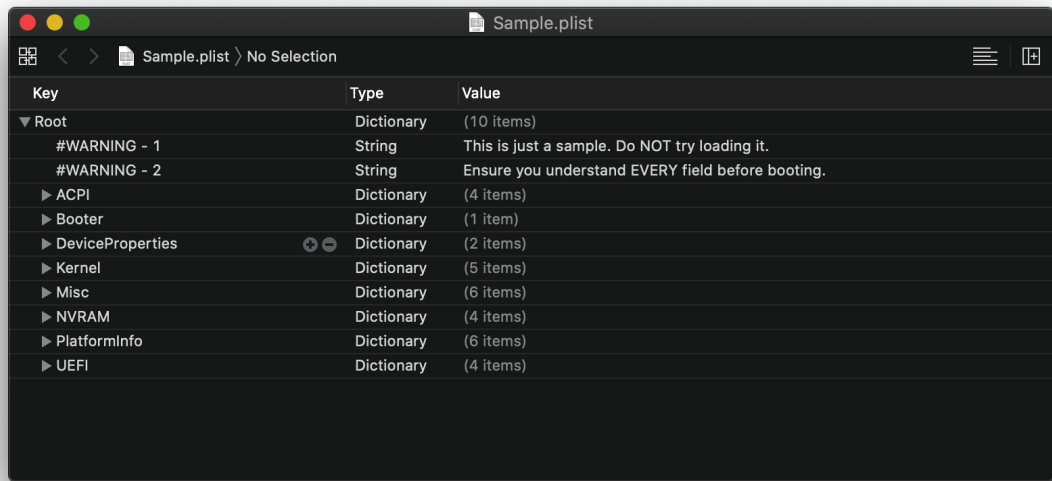 Sample.plist
Sample.plist 〉 No Selection
Key Type Value
Root Dictionary (10 items)
#WARNING - 1 String This is just a sample. Do NOT try loading it.
#WARNING - 2 String Ensure you understand EVERY field before booting.
ACPI Dictionary (4 items)
Booter Dictionary (1 item)
DeviceProperties Dictionary (2 items)
Kernel Dictionary (5 items)
Misc Dictionary (6 items)
NVRAM Dictionary (4 items)
PlatformInfo Dictionary (6 items)
UEFI Dictionary (4 items)